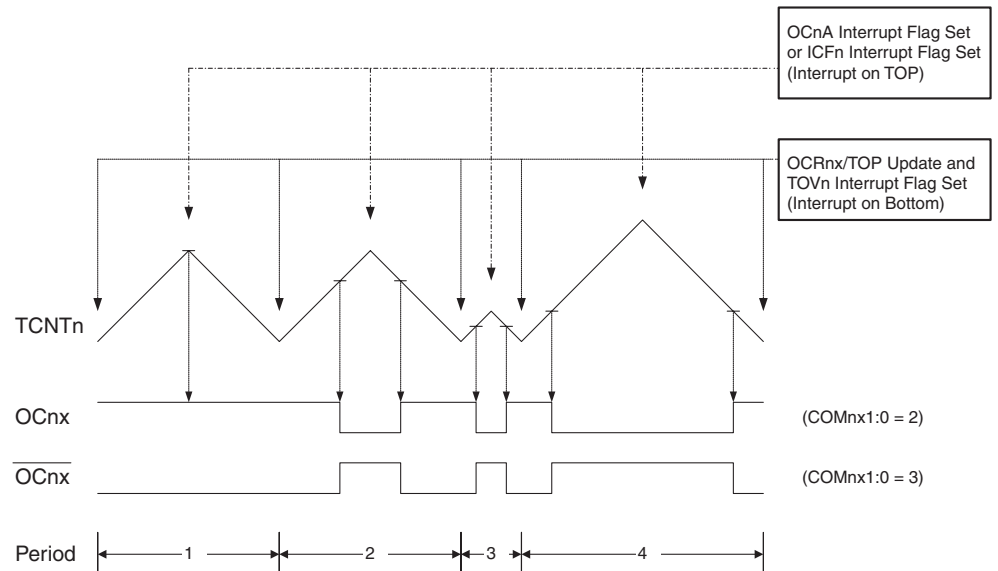 OCnA Interrupt Flag Set
or ICFn Interrupt Flag Set
(Interrupt on TOP)
OCRnx/TOP Update and
TOVn Interrupt Flag Set
(Interrupt on Bottom)
TCNTn
OCnx
(COMnx1:0 = 2)
OCnx
(COMnx1:0 = 3)
Period
1
2
3
4